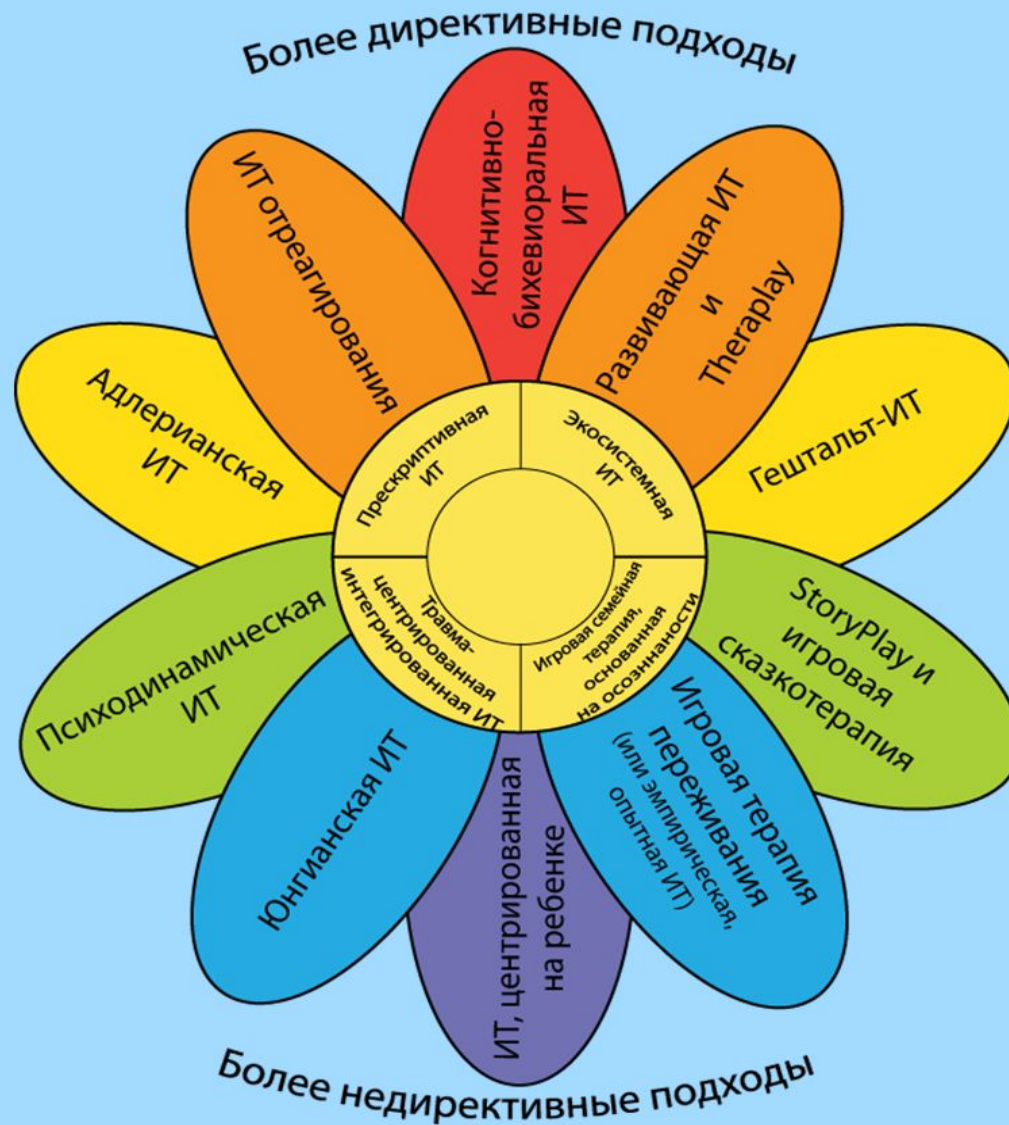 Более директивные подходы
Когнитивно-
бихевиоральная
ИТ
ИТ отреагирования
Развивающая ИТ
и
Theraplay
Адлерианская
ИТ
Гештальт-ИТ
Прескриптивная
ИТ
Экосистемная
ИТ
Травма-
центрированная
интегрированная ИТ
Игровая семейная
терапия,
основанная
на осознанности
Психодинамическая
ИТ
StoryPlay и
игровая
сказкотерапия
Юнгианская ИТ
Игровая терапия
переживания
(или эмпирическая,
опытная ИТ)
ИТ, центрированная
на ребенке
Более недирективные подходы